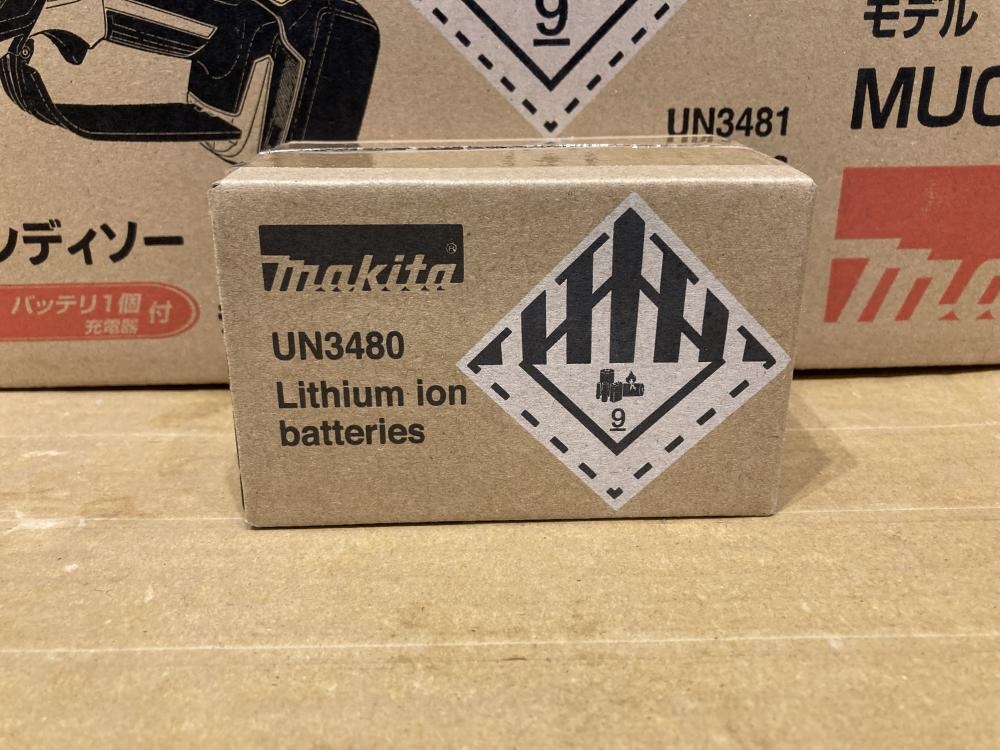 9
モデル
MUC
UN3481
ンディソー
バッテリ1個
充電器
付
makita®
UN3480
Lithium ion
batteries
9